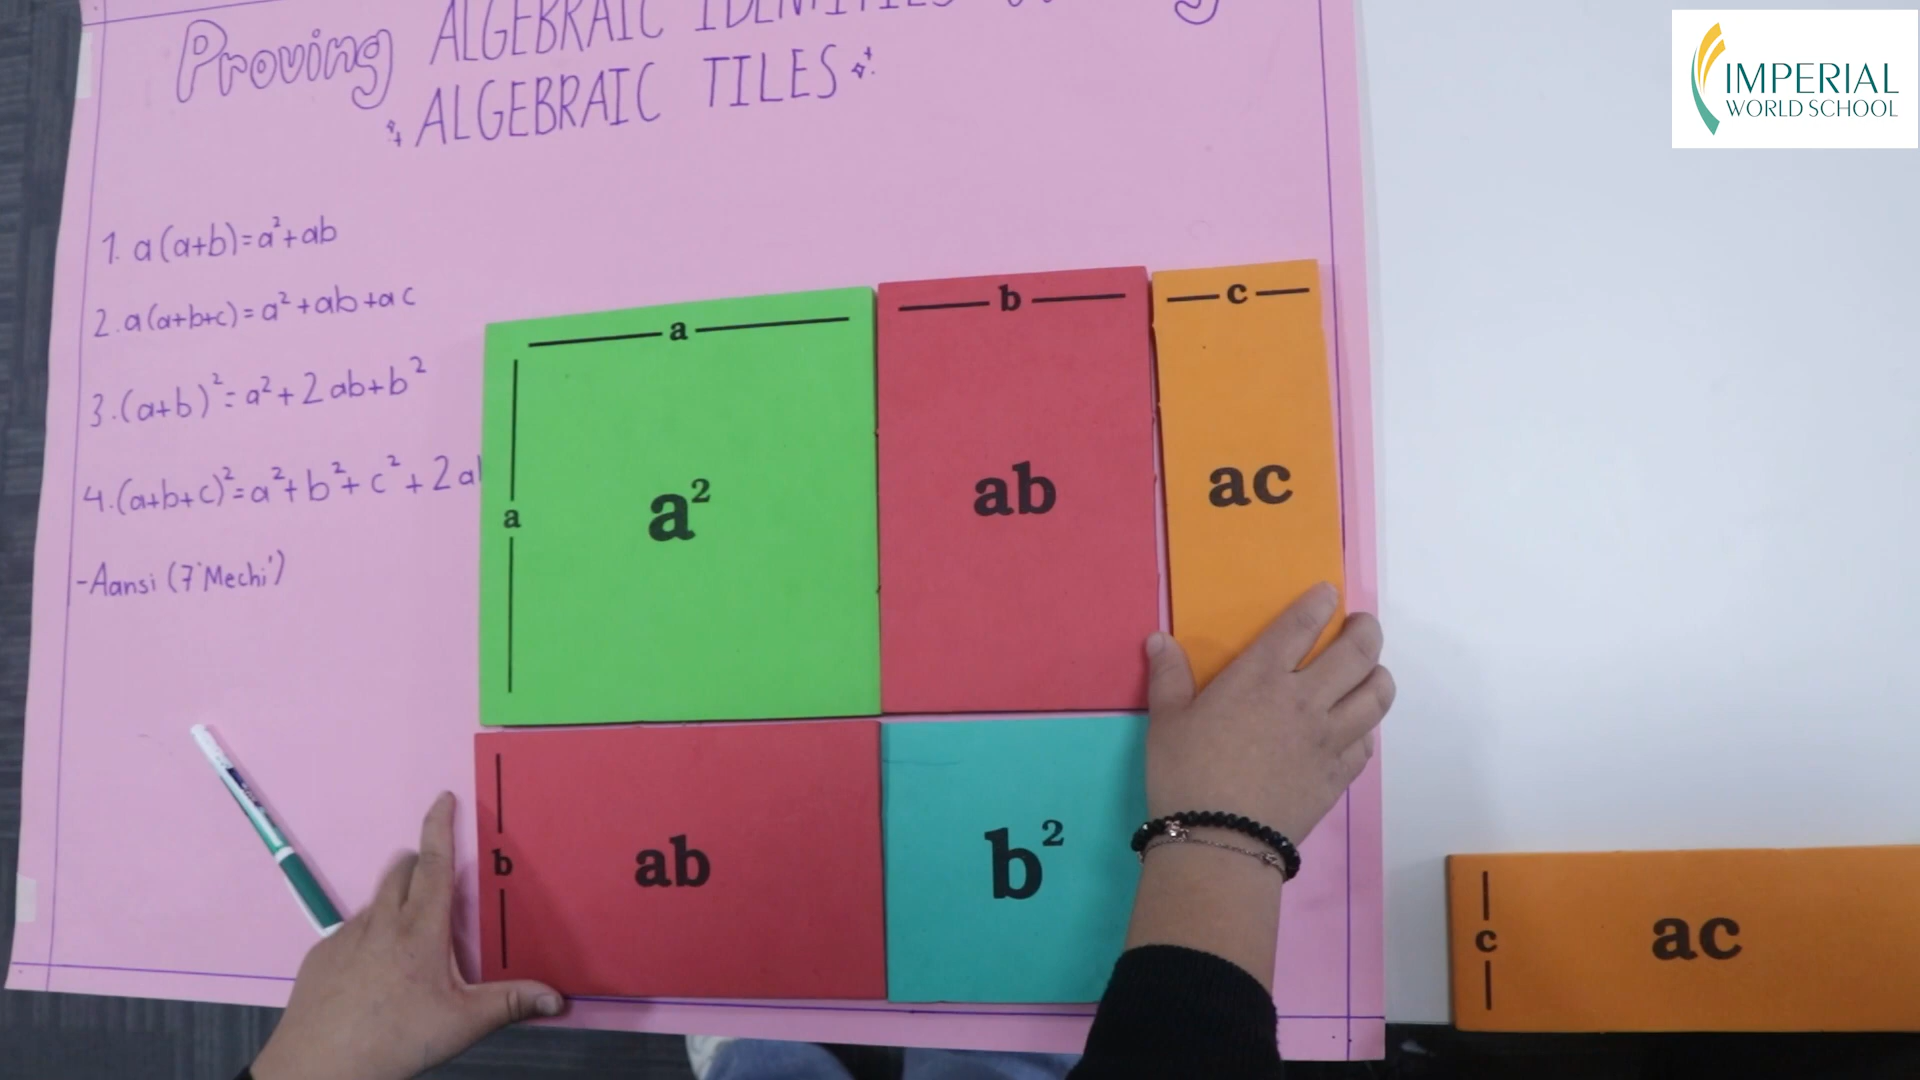 Proving ALGEBRAIC IDENTITIES
ALGEBRAIC TILES
IMPERIAL
WORLD SCHOOL
1. a(a+b)=a²+ab
2. a(a+b+c)=a²+ab+ac
3. (a+b)²=a²+2ab+b²
4. (a+b+c)²=a²+b²+c²+2a
-Aansi (7'Mechi')
a
b
c
a
a²
ab
ac
b
ab
b²
c
ac